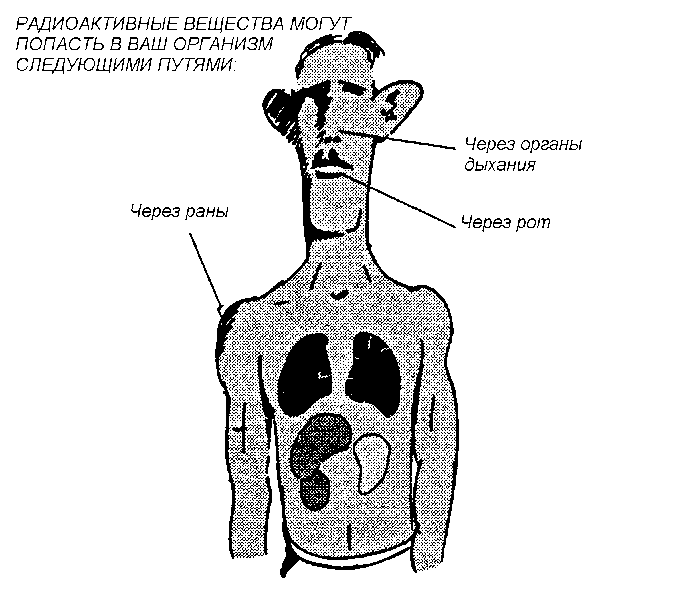 РАДИОАКТИВНЫЕ ВЕЩЕСТВА МОГУТ
ПОПАСТЬ В ВАШ ОРГАНИЗМ
СЛЕДУЮЩИМИ ПУТЯМИ:
Через органы
дыхания
Через раны
Через рот